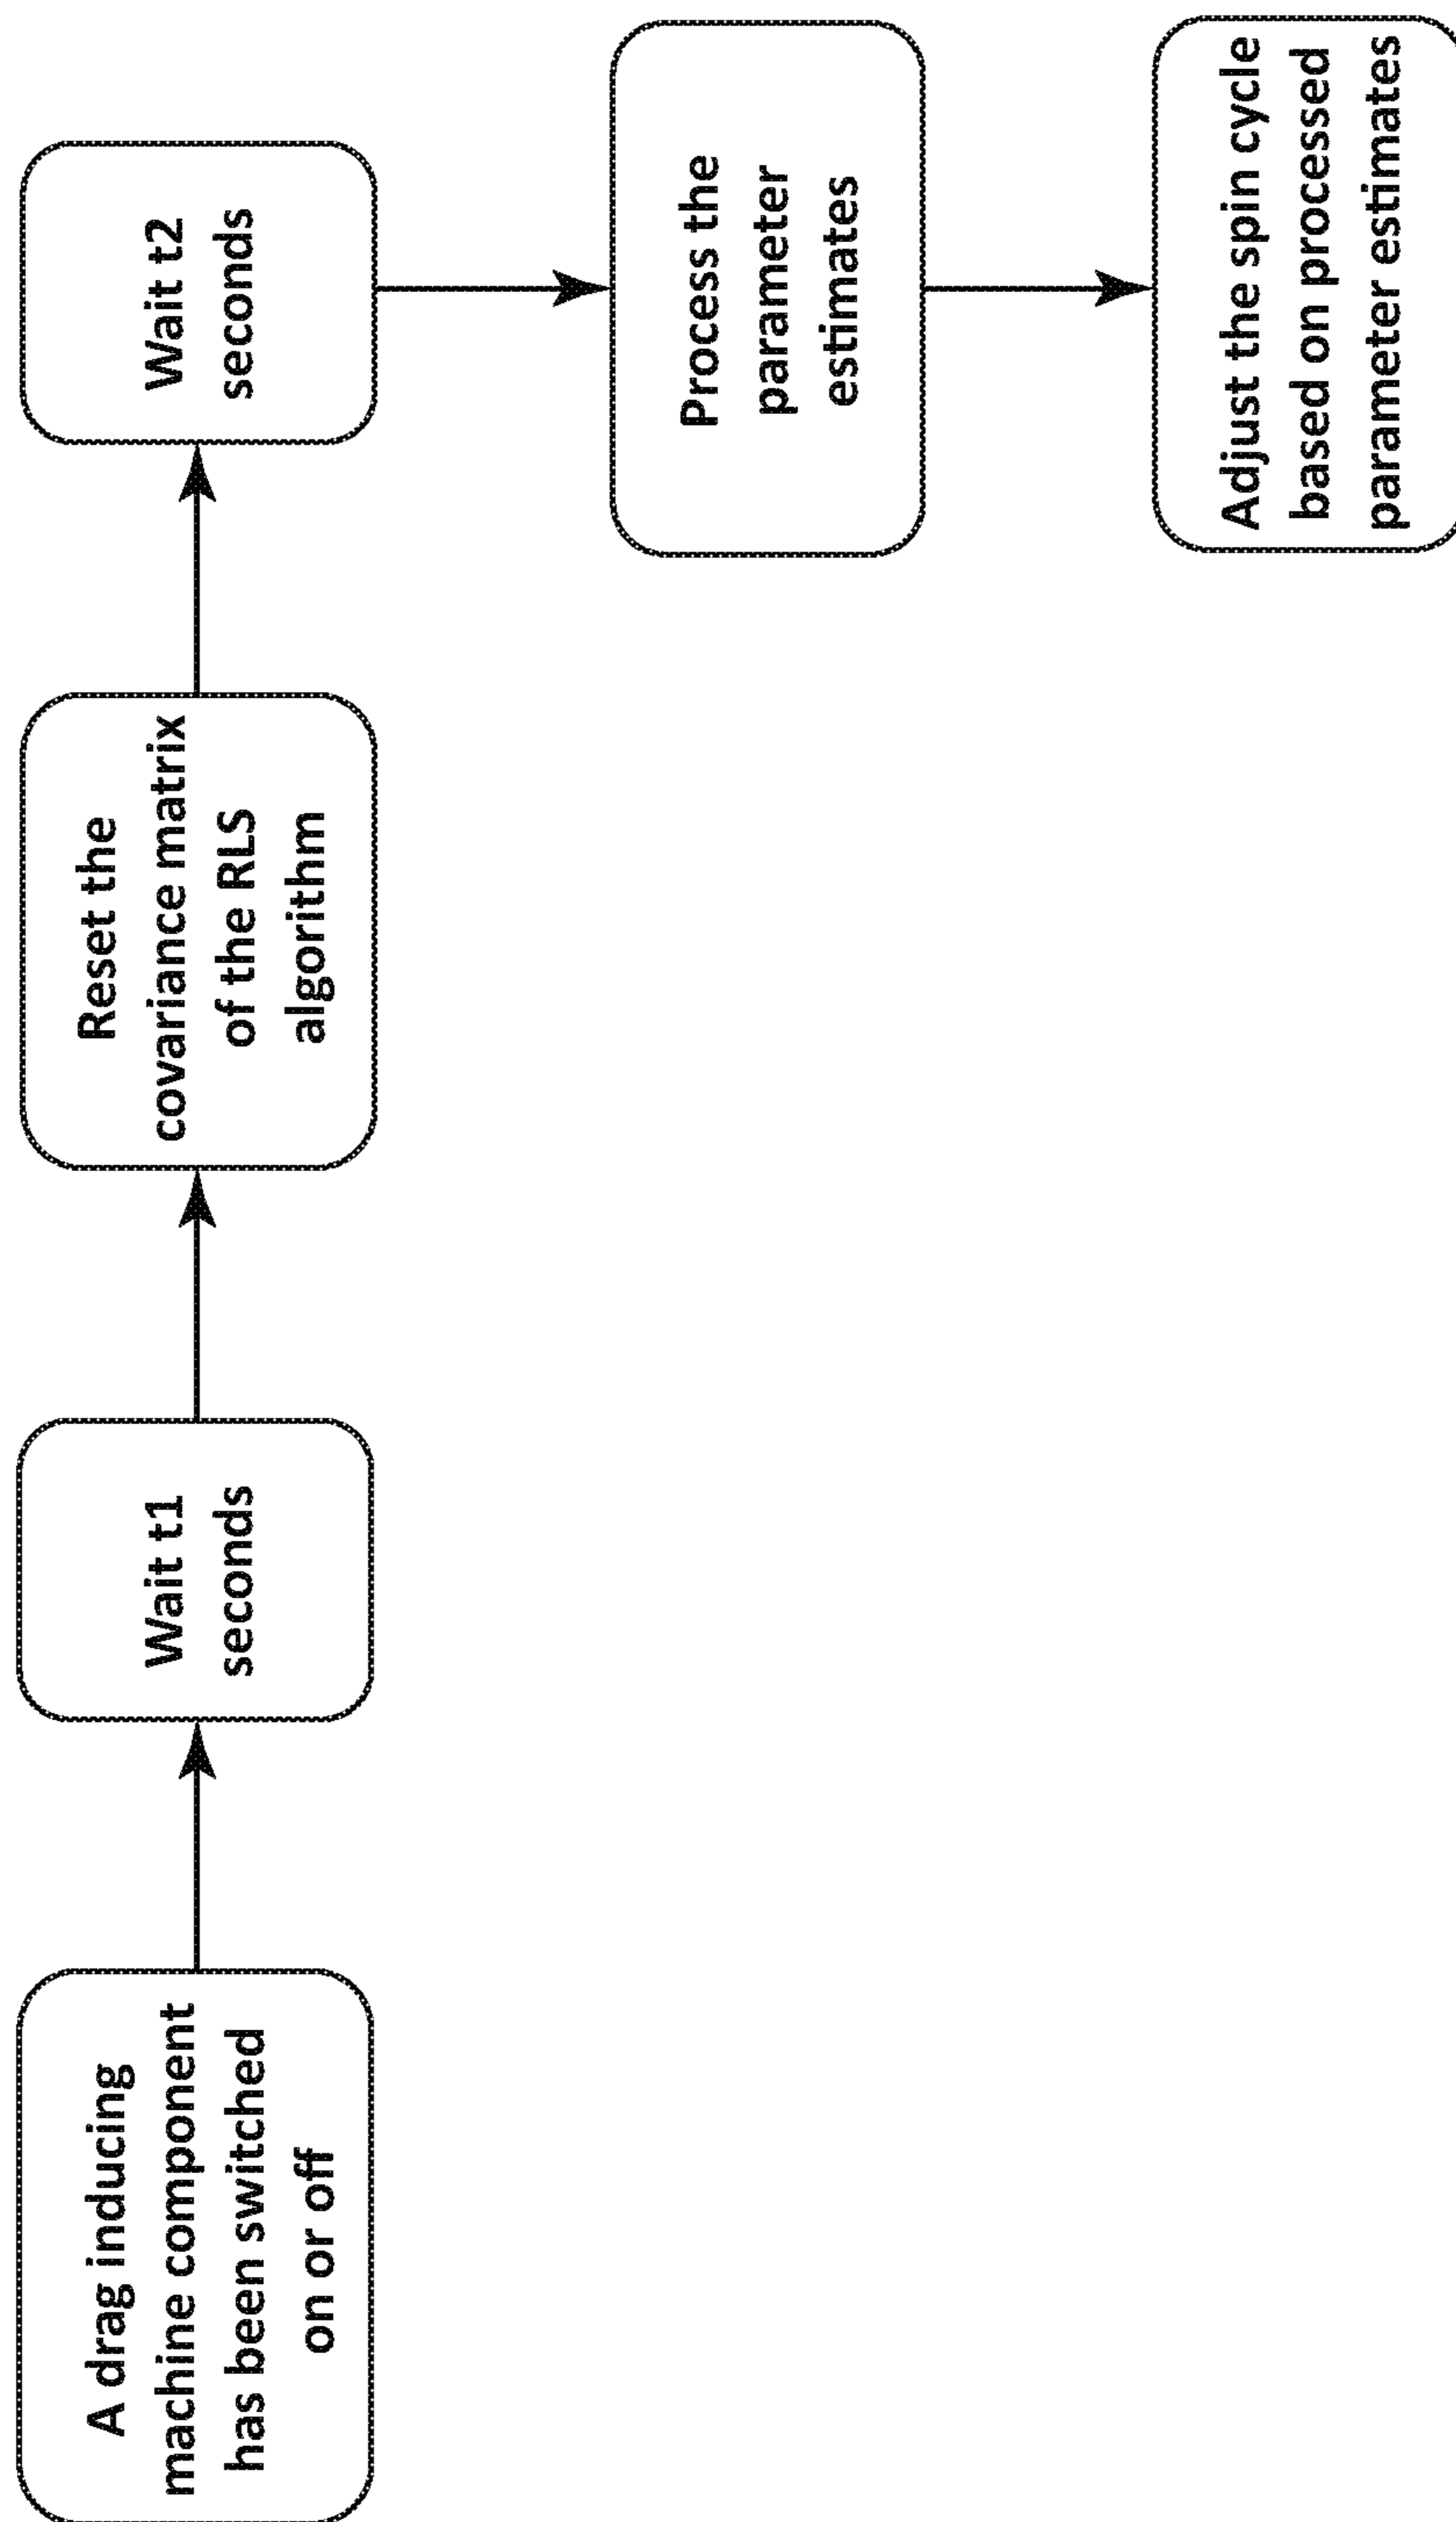 A drag inducing
machine component
has been switched
on or off
Wait t1
seconds
Reset the
covariance matrix
of the RLS
algorithm
Wait t2
seconds
Process the
parameter
estimates
Adjust the spin cycle
based on processed
parameter estimates